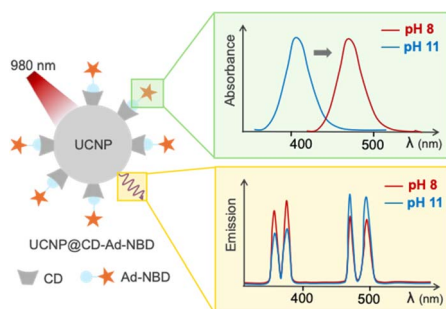 980 nm
UCNP
UCNP@CD-Ad-NBD
CD
Ad-NBD
Absorbance
pH 8
pH 11
400
500
λ (nm)
Emission
pH 8
pH 11
400
500
λ (nm)